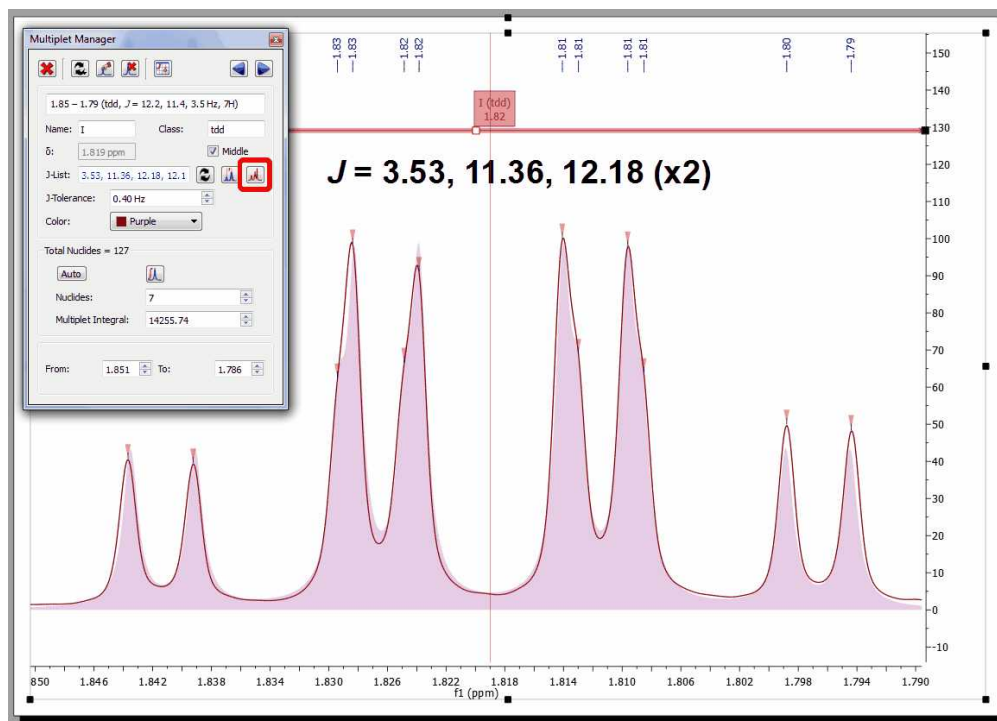 Multiplet Manager
1.85 – 1.79 (tdd, J = 12.2, 11.4, 3.5 Hz, 7H)
Name: I Class: tdd
δ: 1.819 ppm Middle
J-List: 3.53, 11.36, 12.18, 12.1
J-Tolerance: 0.40 Hz
Color: Purple
Total Nuclides = 127
Auto
Nuclides: 7
Multiplet Integral: 14255.74
From: 1.851 To: 1.786
1.83
1.83
1.82
1.82
1.81
1.81
1.81
1.81
1.80
1.79
I (tdd)
1.82
J = 3.53, 11.36, 12.18 (x2)
150
140
130
120
110
100
90
80
70
60
50
40
30
20
10
0
-10
850 1.846 1.842 1.838 1.834 1.830 1.826 1.822 1.818 1.814 1.810 1.806 1.802 1.798 1.794 1.790
f1 (ppm)